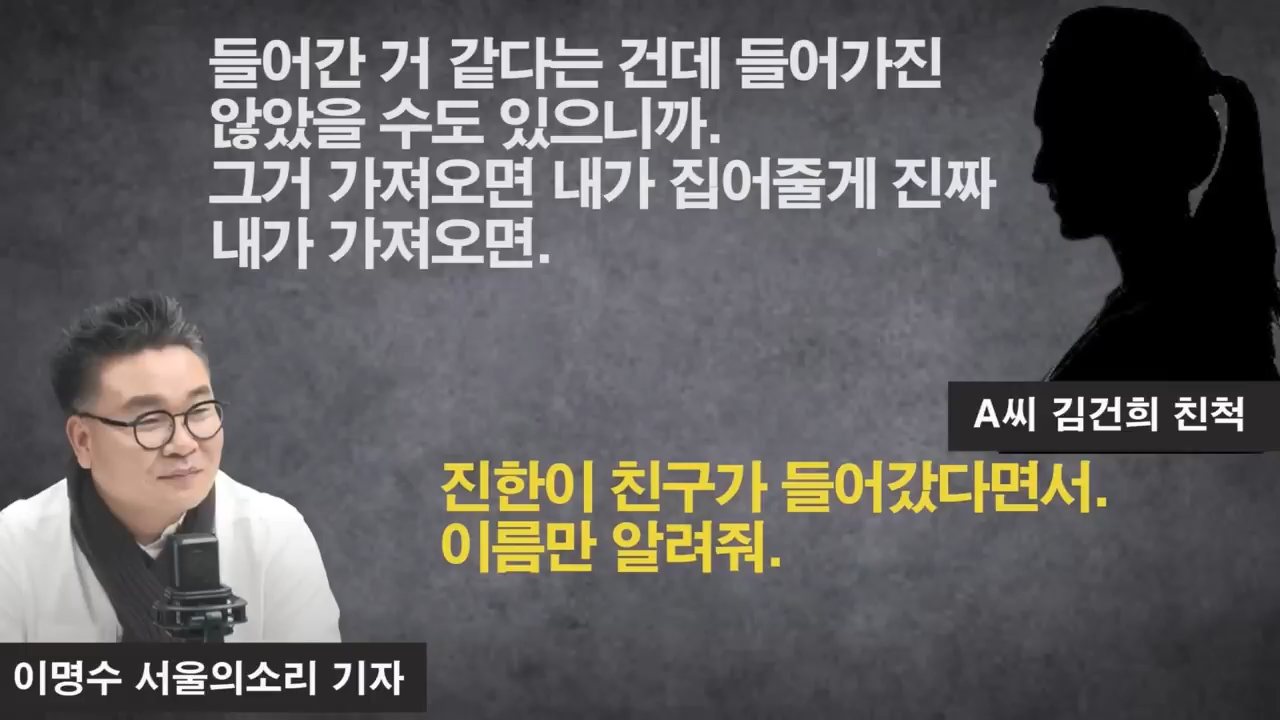 들어간 거 같다는 건데 들어가진
않았을 수도 있으니까.
그거 가져오면 내가 집어줄게 진짜
내가 가져오면.
A씨 김건희 친척
진한이 친구가 들어갔다면서.
이름만 알려줘.
이명수 서울의소리 기자